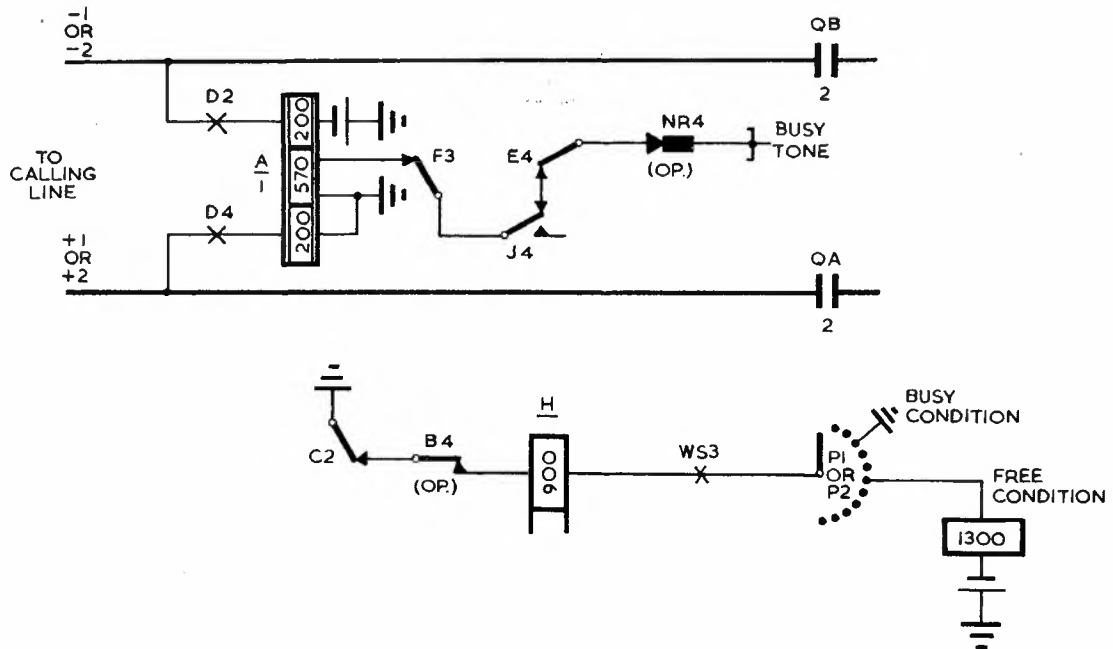 -1
OR
-2
QB
2
D2
200
A
1
570
200
F3
E4
NR4
(OP.)
BUSY
TONE
TO
CALLING
LINE
D4
J4
+1
OR
+2
QA
2
C2
B4
(OP.)
H
900
WS3
P1
OR
P2
BUSY
CONDITION
FREE
CONDITION
1300